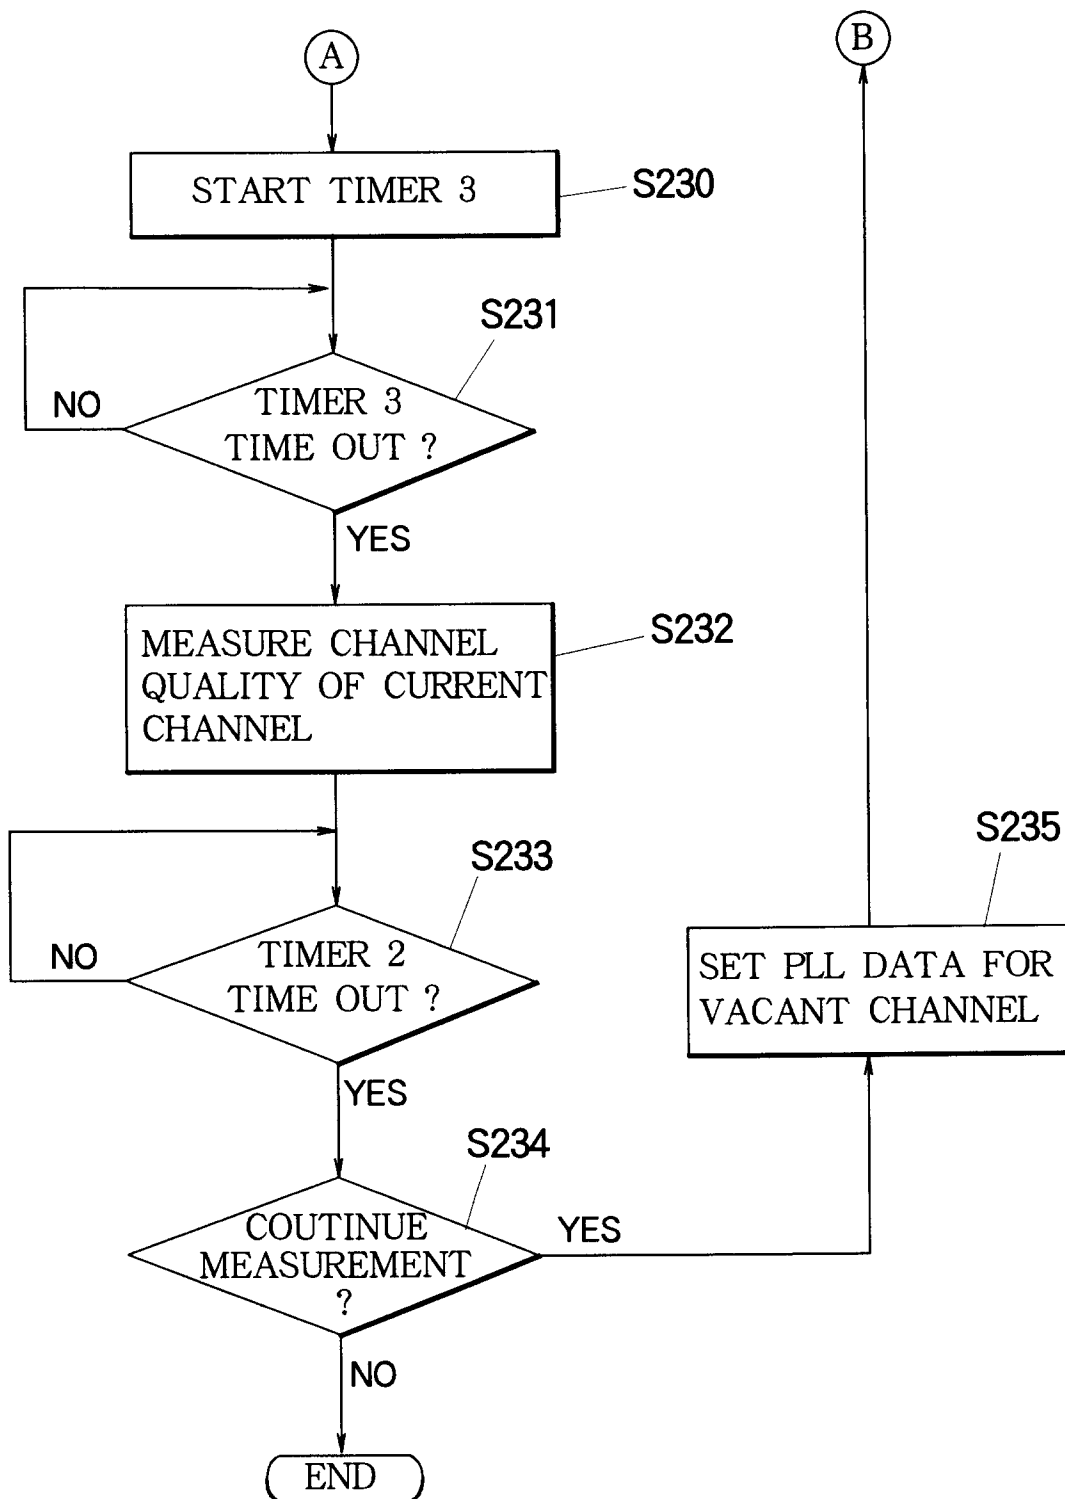 A
B
START TIMER 3
S230
S231
TIMER 3
TIME OUT ?
NO
YES
S232
MEASURE CHANNEL
QUALITY OF CURRENT
CHANNEL
S233
TIMER 2
TIME OUT ?
NO
YES
S235
SET PLL DATA FOR
VACANT CHANNEL
S234
COUTINUE
MEASUREMENT
?
YES
NO
END